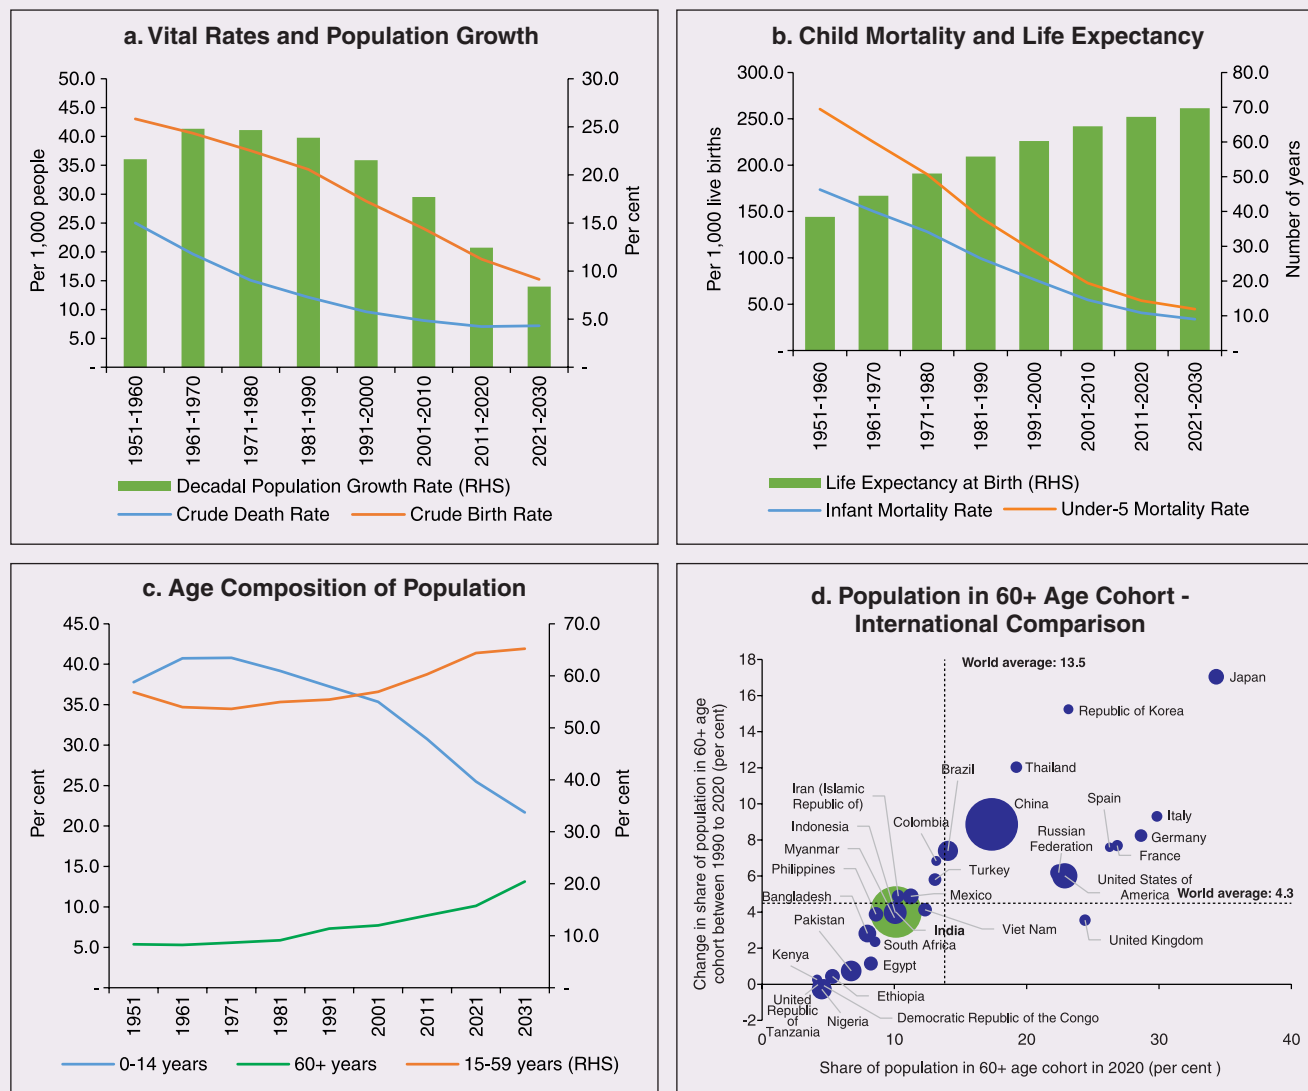 a. Vital Rates and Population Growth
50.0
45.0
40.0
35.0
30.0
25.0
20.0
15.0
10.0
5.0
-
Per 1,000 people
30.0
25.0
20.0
15.0
10.0
5.0
-
Per cent
1951-1960
1961-1970
1971-1980
1981-1990
1991-2000
2001-2010
2011-2020
2021-2030
Decadal Population Growth Rate (RHS)
Crude Death Rate
Crude Birth Rate
b. Child Mortality and Life Expectancy
300.0
250.0
200.0
150.0
100.0
50.0
-
Per 1,000 live births
80.0
70.0
60.0
50.0
40.0
30.0
20.0
10.0
-
Number of years
1951-1960
1961-1970
1971-1980
1981-1990
1991-2000
2001-2010
2011-2020
2021-2030
Life Expectancy at Birth (RHS)
Infant Mortality Rate
Under-5 Mortality Rate
c. Age Composition of Population
45.0
40.0
35.0
30.0
25.0
20.0
15.0
10.0
5.0
-
Per cent
70.0
60.0
50.0
40.0
30.0
20.0
10.0
-
Per cent
1951
1961
1971
1981
1991
2001
2011
2021
2031
0-14 years
60+ years
15-59 years (RHS)
d. Population in 60+ Age Cohort -
International Comparison
18
16
14
12
10
8
6
4
2
0
-2
Change in share of population in 60+ age
cohort between 1990 to 2020 (per cent)
World average: 13.5
Japan
Republic of Korea
Brazil
Thailand
Iran (Islamic
Republic of)
China
Spain
Italy
Colombia
Indonesia
Russian
Federation
Germany
Myanmar
France
Philippines
Turkey
United States of
America
Bangladesh
Mexico
World average: 4.3
Pakistan
India
Viet Nam
South Africa
United Kingdom
Kenya
Egypt
Ethiopia
United
Republic
of
Tanzania
Nigeria
Democratic Republic of the Congo
0
10
20
30
40
Share of population in 60+ age cohort in 2020 (per cent )